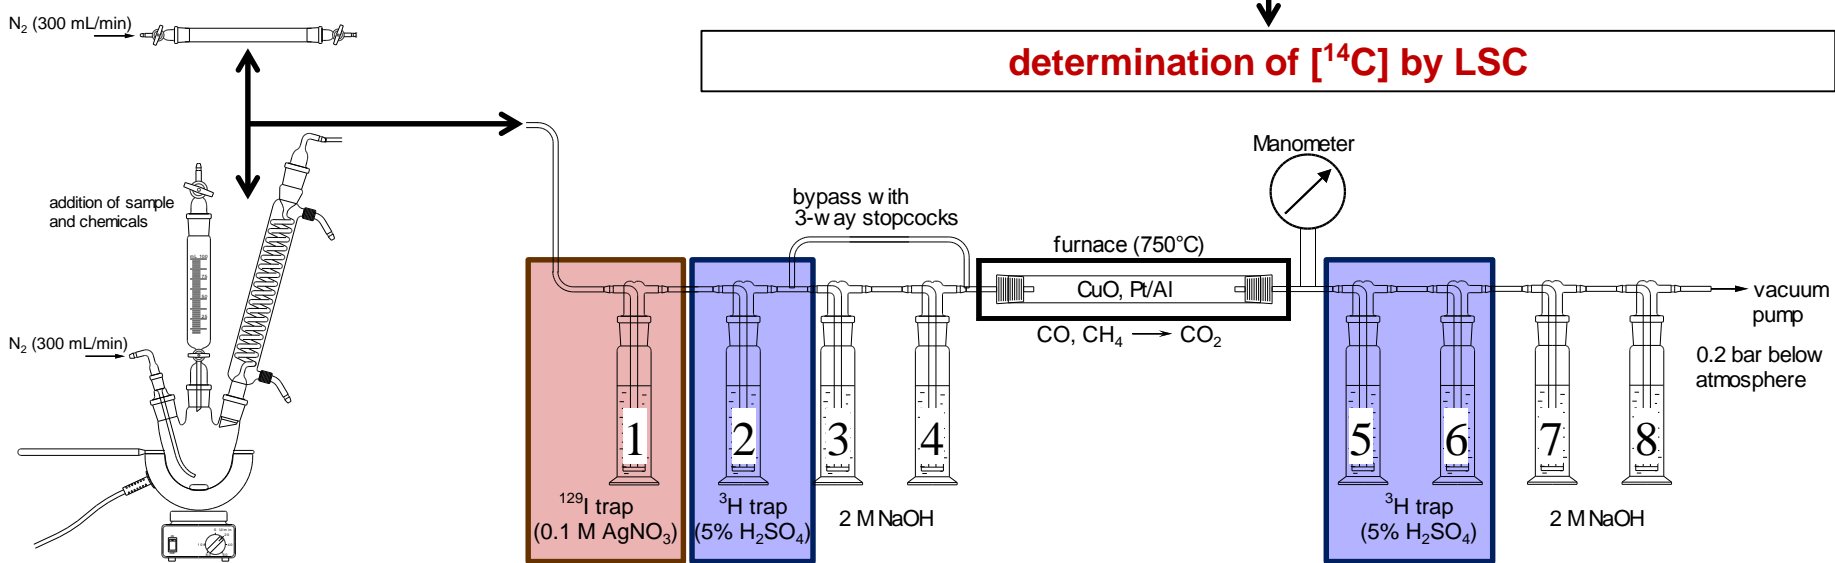 N₂ (300 mL/min)
determination of [¹⁴C] by LSC
Manometer
addition of sample
and chemicals
bypass with
3-way stopcocks
furnace (750°C)
CuO, Pt/Al
CO, CH₄ → CO₂
vacuum
pump
0.2 bar below
atmosphere
N₂ (300 mL/min)
1
2
3
4
5
6
7
8
¹²⁹I trap
(0.1 M AgNO₃)
³H trap
(5% H₂SO₄)
2 M NaOH
³H trap
(5% H₂SO₄)
2 M NaOH